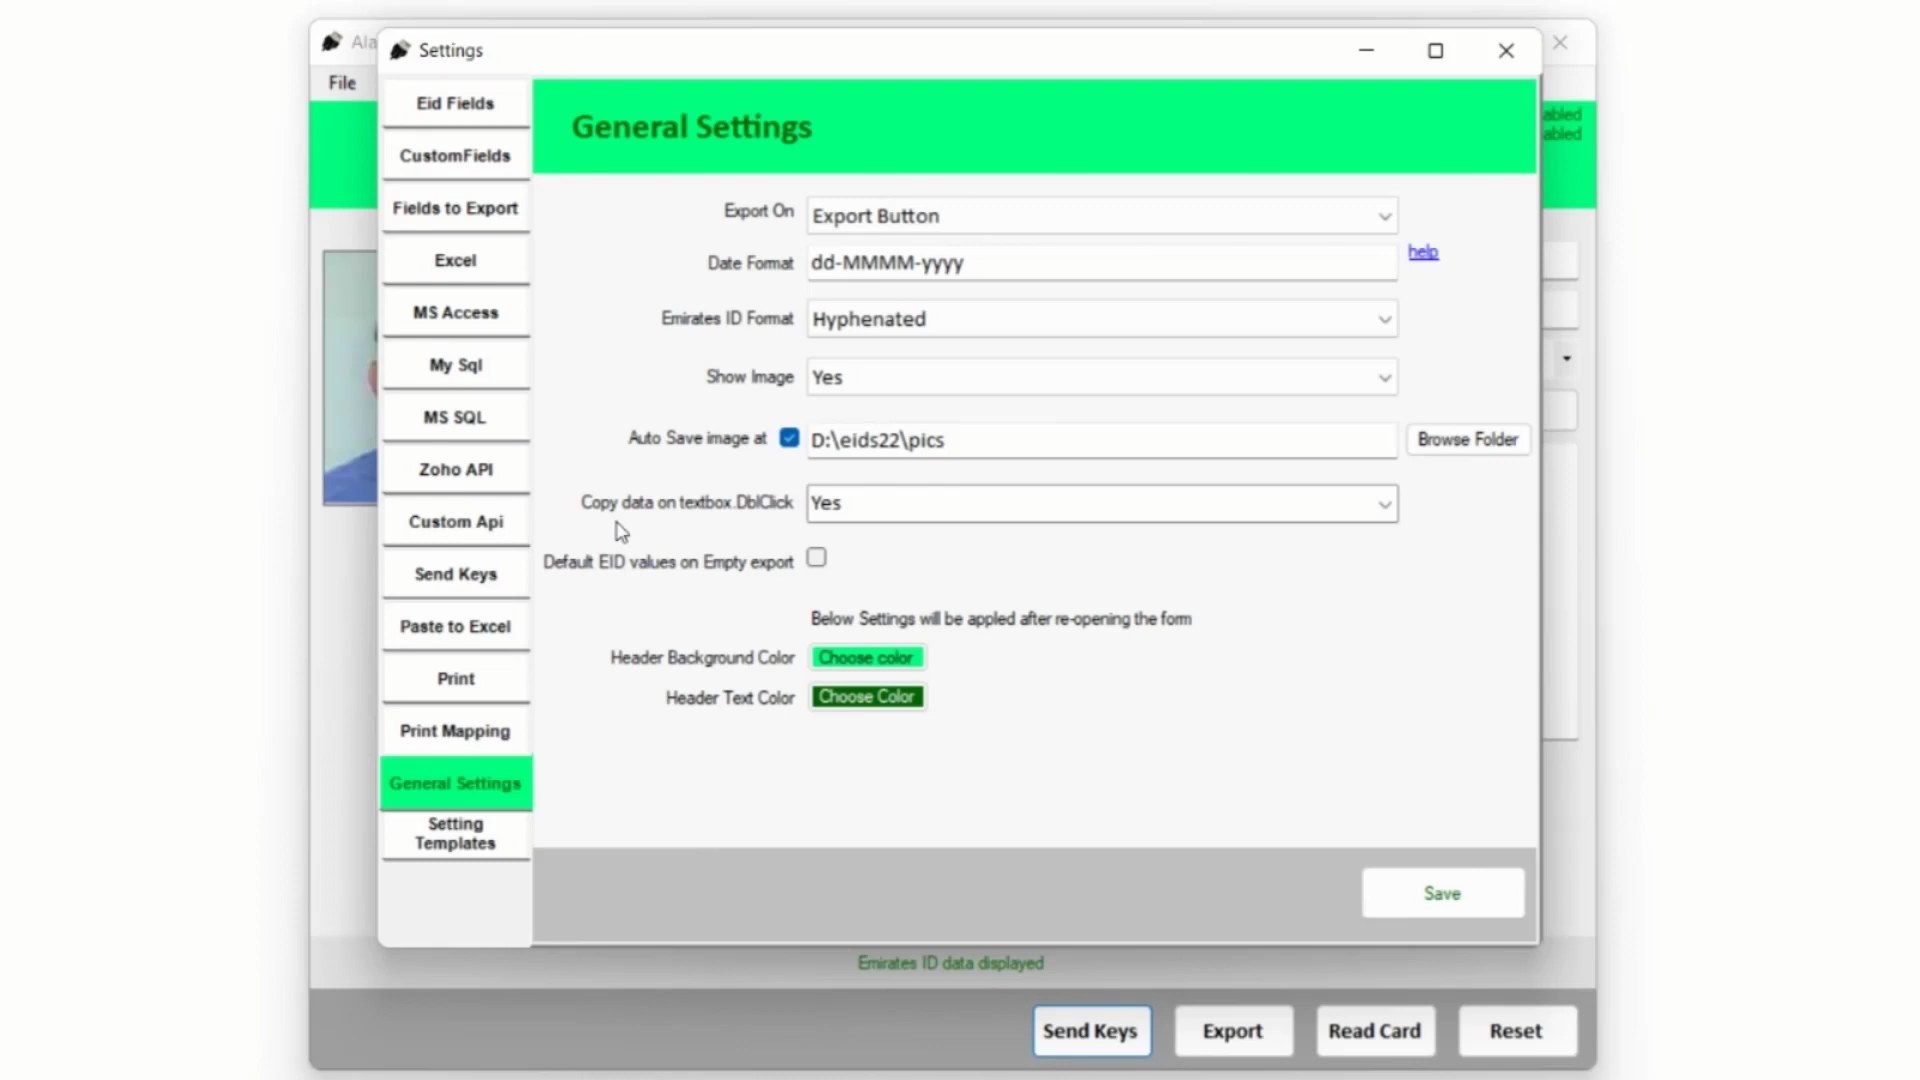 Settings
File
Eid Fields
CustomFields
Fields to Export
Excel
MS Access
My Sql
MS SQL
Zoho API
Custom Api
Send Keys
Paste to Excel
Print
Print Mapping
General Settings
Setting
Templates
General Settings
Export On Export Button
Date Format dd-MMMM-yyyy help
Emirates ID Format Hyphenated
Show Image Yes
Auto Save image at D:\eids22\pics Browse Folder
Copy data on textbox.DblClick Yes
Default EID values on Empty export
Below Settings will be appled after re-opening the form
Header Background Color Choose color
Header Text Color Choose Color
Save
Emirates ID data displayed
Send Keys Export Read Card Reset